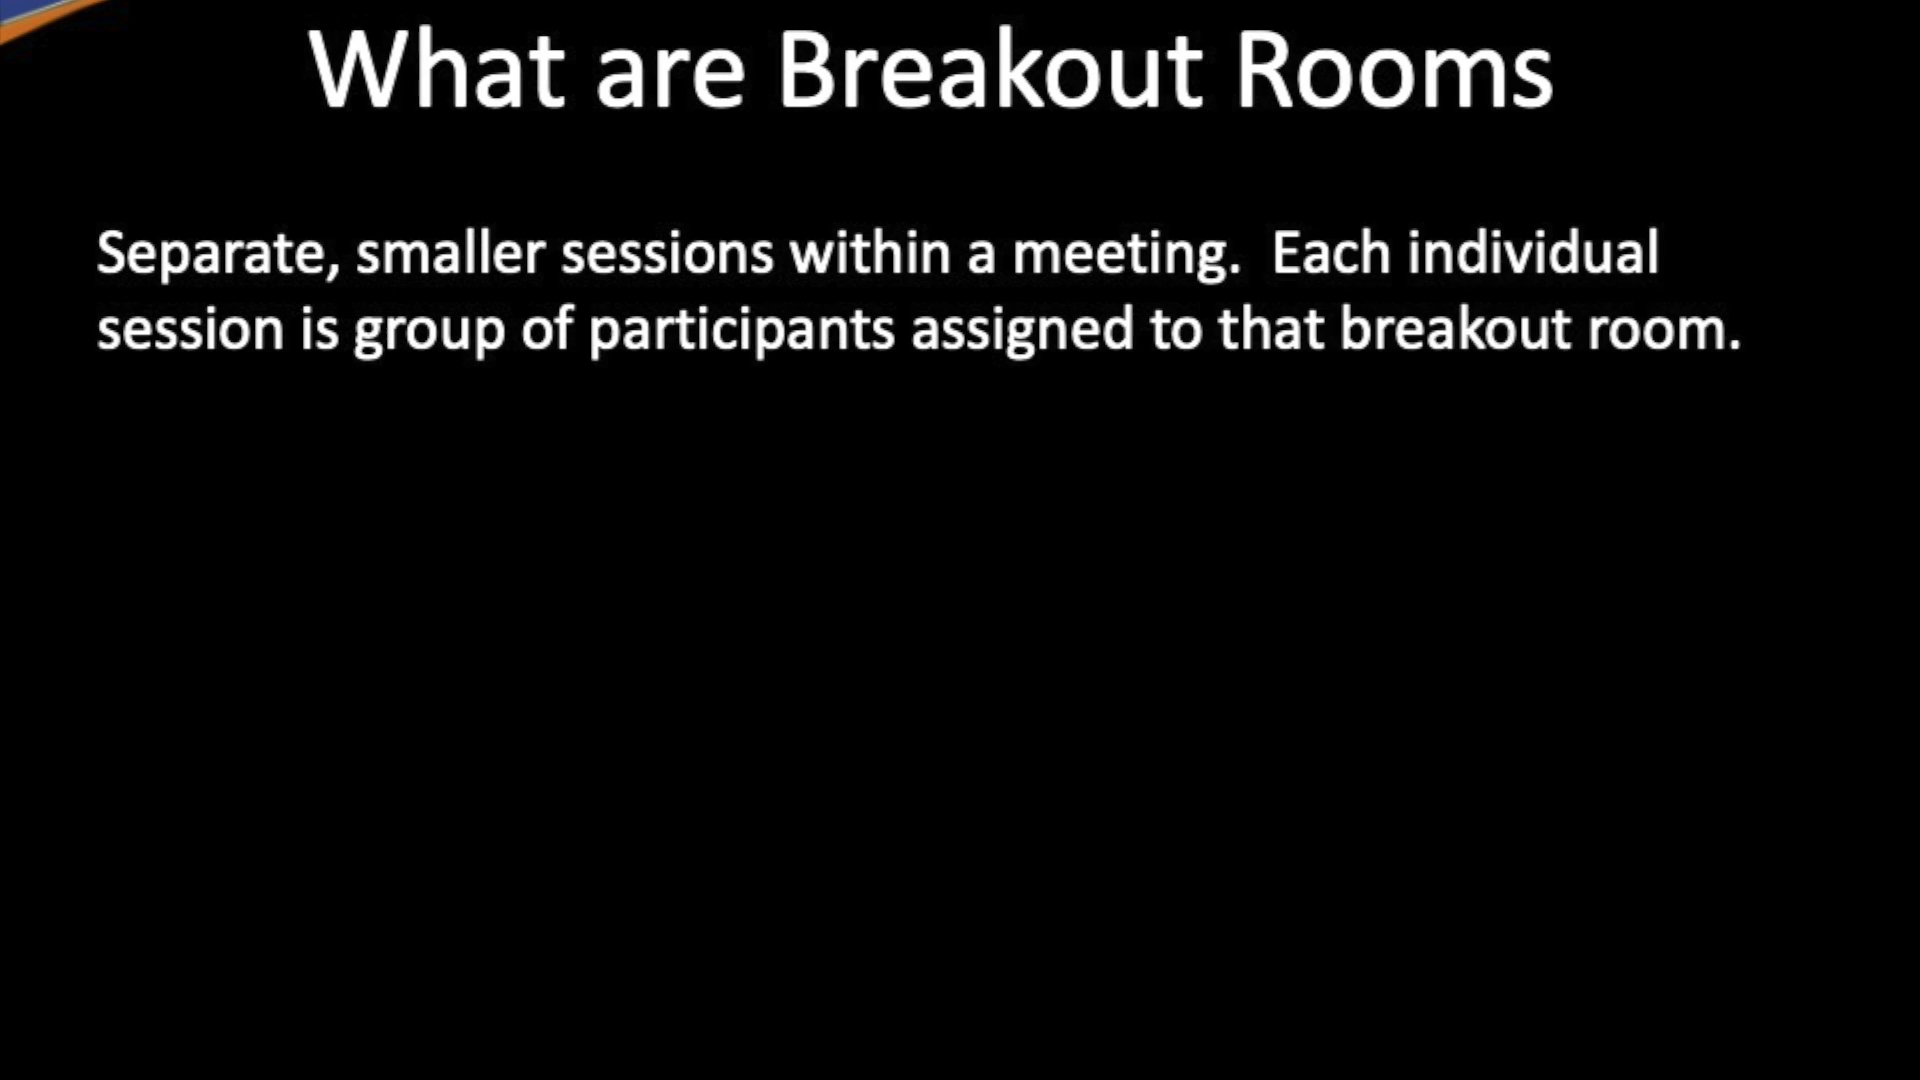 What are Breakout Rooms
Separate, smaller sessions within a meeting.  Each individual
session is group of participants assigned to that breakout room.